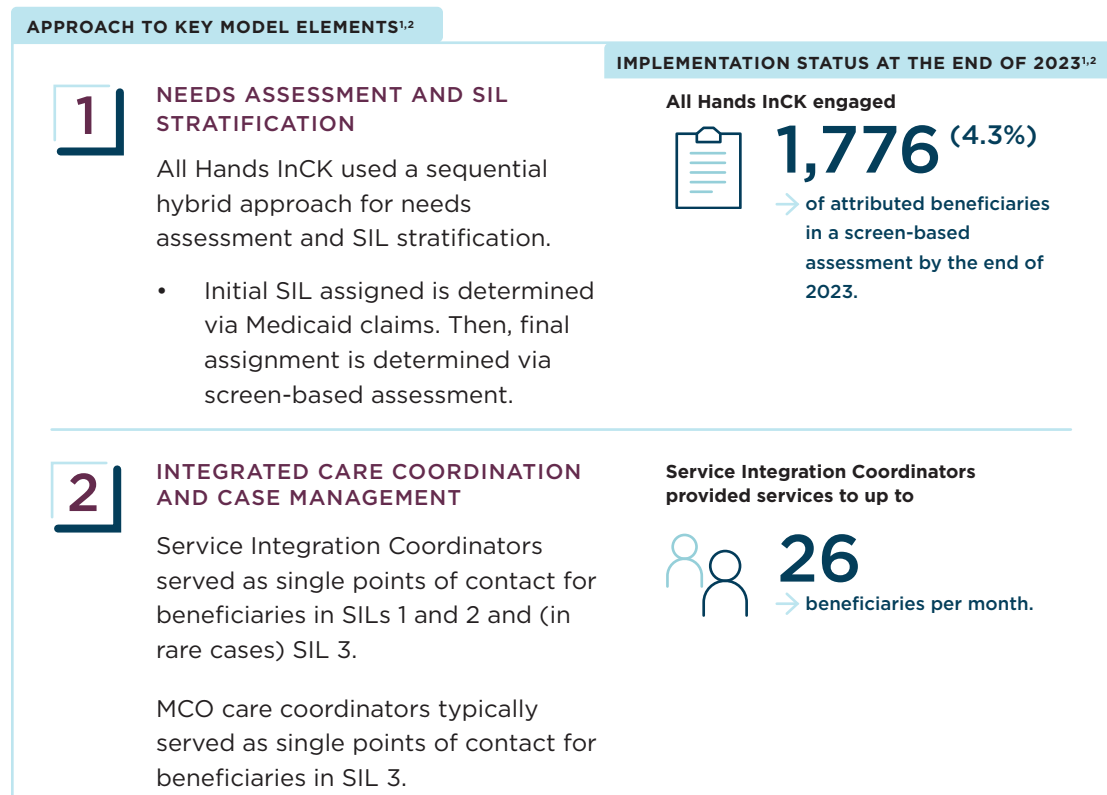 APPROACH TO KEY MODEL ELEMENTS¹,²
IMPLEMENTATION STATUS AT THE END OF 2023¹,²
1
NEEDS ASSESSMENT AND SIL
STRATIFICATION
All Hands InCK used a sequential
hybrid approach for needs
assessment and SIL stratification.
• Initial SIL assigned is determined
via Medicaid claims. Then, final
assignment is determined via
screen-based assessment.
All Hands InCK engaged
1,776 (4.3%)
→ of attributed beneficiaries
in a screen-based
assessment by the end of
2023.
2
INTEGRATED CARE COORDINATION
AND CASE MANAGEMENT
Service Integration Coordinators
served as single points of contact for
beneficiaries in SILs 1 and 2 and (in
rare cases) SIL 3.
MCO care coordinators typically
served as single points of contact for
beneficiaries in SIL 3.
Service Integration Coordinators
provided services to up to
26
→ beneficiaries per month.